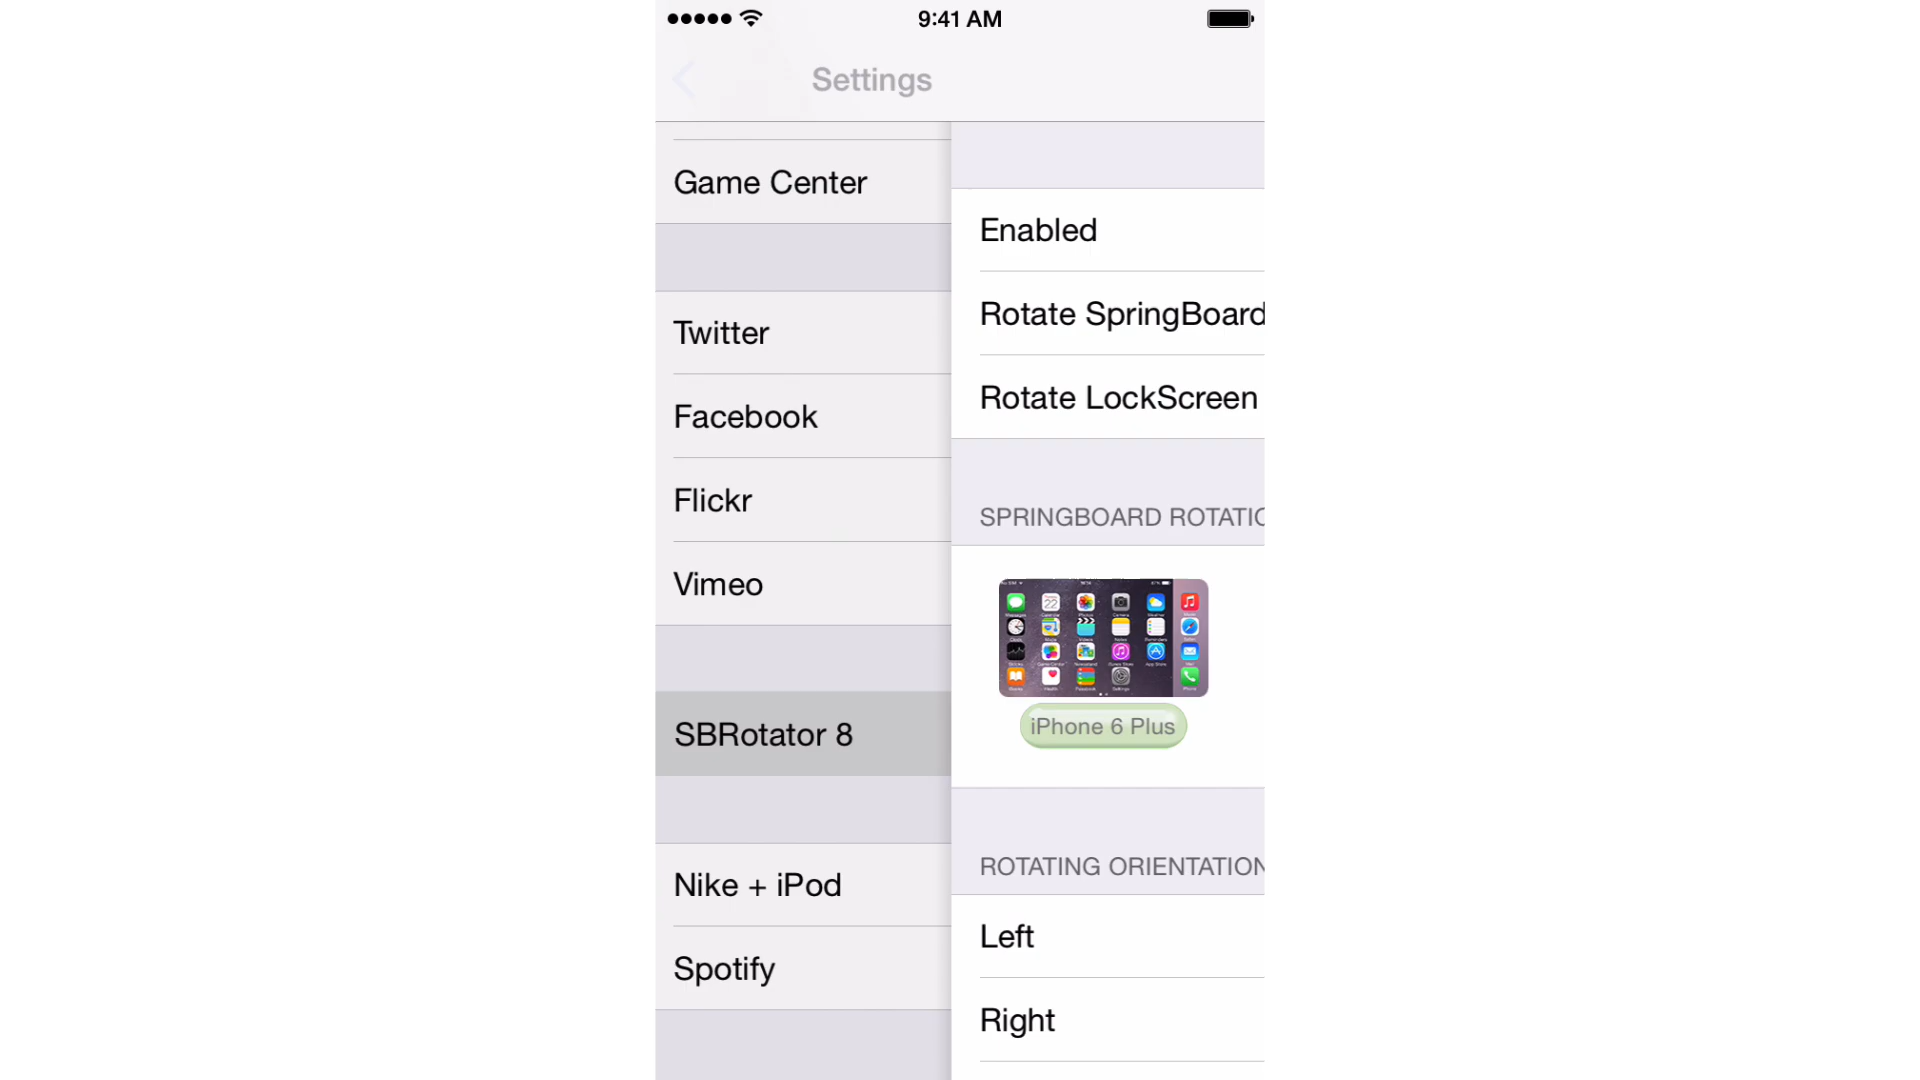 9:41 AM
Settings
Game Center
Twitter
Facebook
Flickr
Vimeo
SBRotator 8
Nike + iPod
Spotify
Enabled
Rotate SpringBoard
Rotate LockScreen
SPRINGBOARD ROTATIO
iPhone 6 Plus
ROTATING ORIENTATION
Left
Right